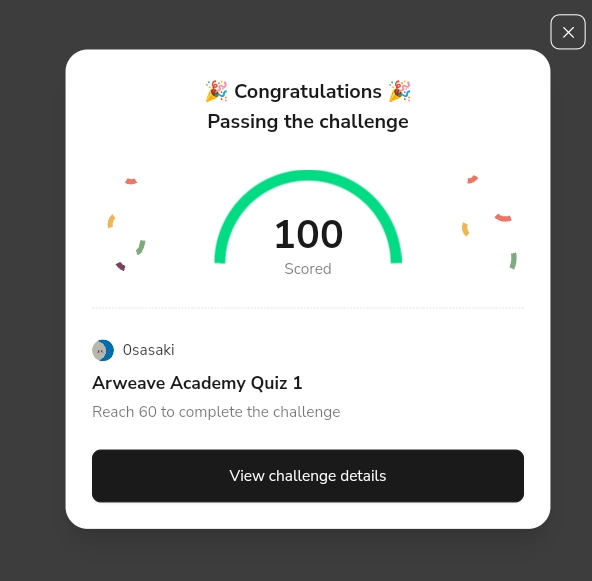 🎉 Congratulations 🎉
Passing the challenge
100
Scored
0sasaki
Arweave Academy Quiz 1
Reach 60 to complete the challenge
View challenge details